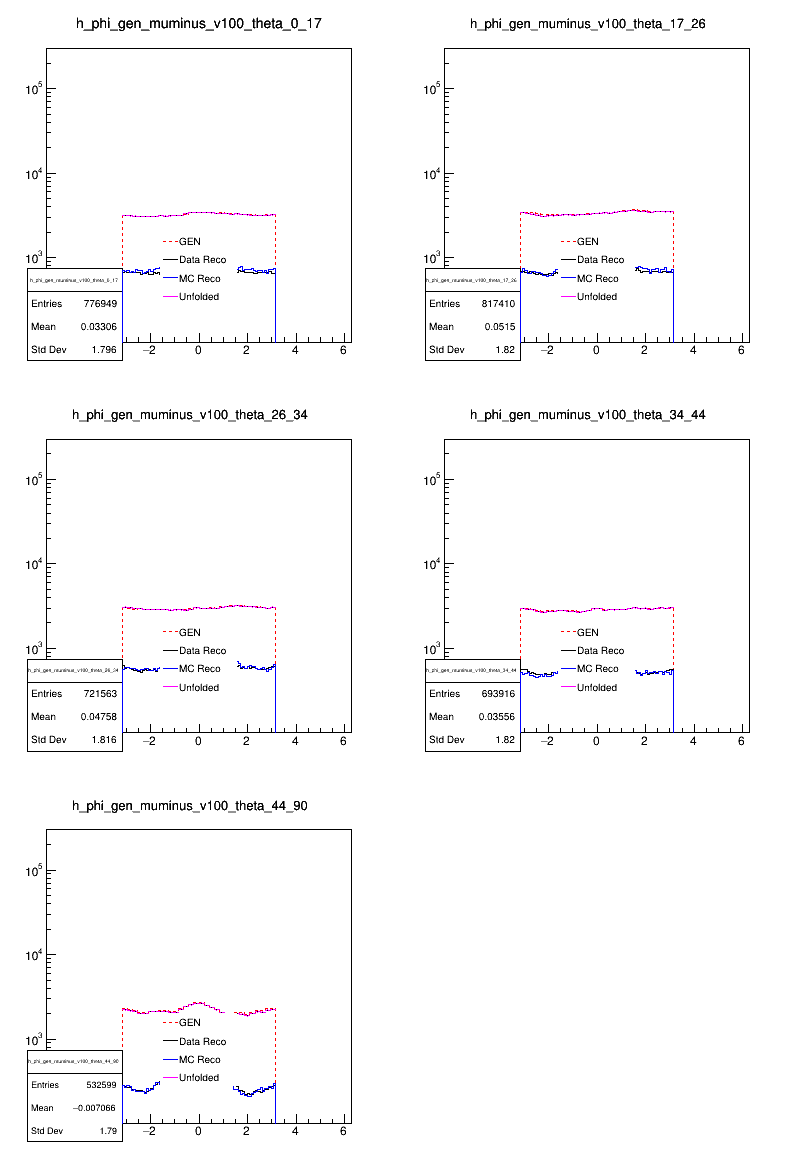 h_phi_gen_muminus_v100_theta_0_17
10^5
10^4
10^3
GEN
Data Reco
MC Reco
Unfolded
h_phi_gen_muminus_v100_theta_0_17
Entries 776949
Mean 0.03306
Std Dev 1.796
−2 0 2 4 6
h_phi_gen_muminus_v100_theta_17_26
10^5
10^4
10^3
GEN
Data Reco
MC Reco
Unfolded
h_phi_gen_muminus_v100_theta_17_26
Entries 817410
Mean 0.0515
Std Dev 1.82
−2 0 2 4 6
h_phi_gen_muminus_v100_theta_26_34
10^5
10^4
10^3
GEN
Data Reco
MC Reco
Unfolded
h_phi_gen_muminus_v100_theta_26_34
Entries 721563
Mean 0.04758
Std Dev 1.816
−2 0 2 4 6
h_phi_gen_muminus_v100_theta_34_44
10^5
10^4
10^3
GEN
Data Reco
MC Reco
Unfolded
h_phi_gen_muminus_v100_theta_34_44
Entries 693916
Mean 0.03556
Std Dev 1.82
−2 0 2 4 6
h_phi_gen_muminus_v100_theta_44_90
10^5
10^4
10^3
GEN
Data Reco
MC Reco
Unfolded
h_phi_gen_muminus_v100_theta_44_90
Entries 532599
Mean −0.007066
Std Dev 1.79
−2 0 2 4 6